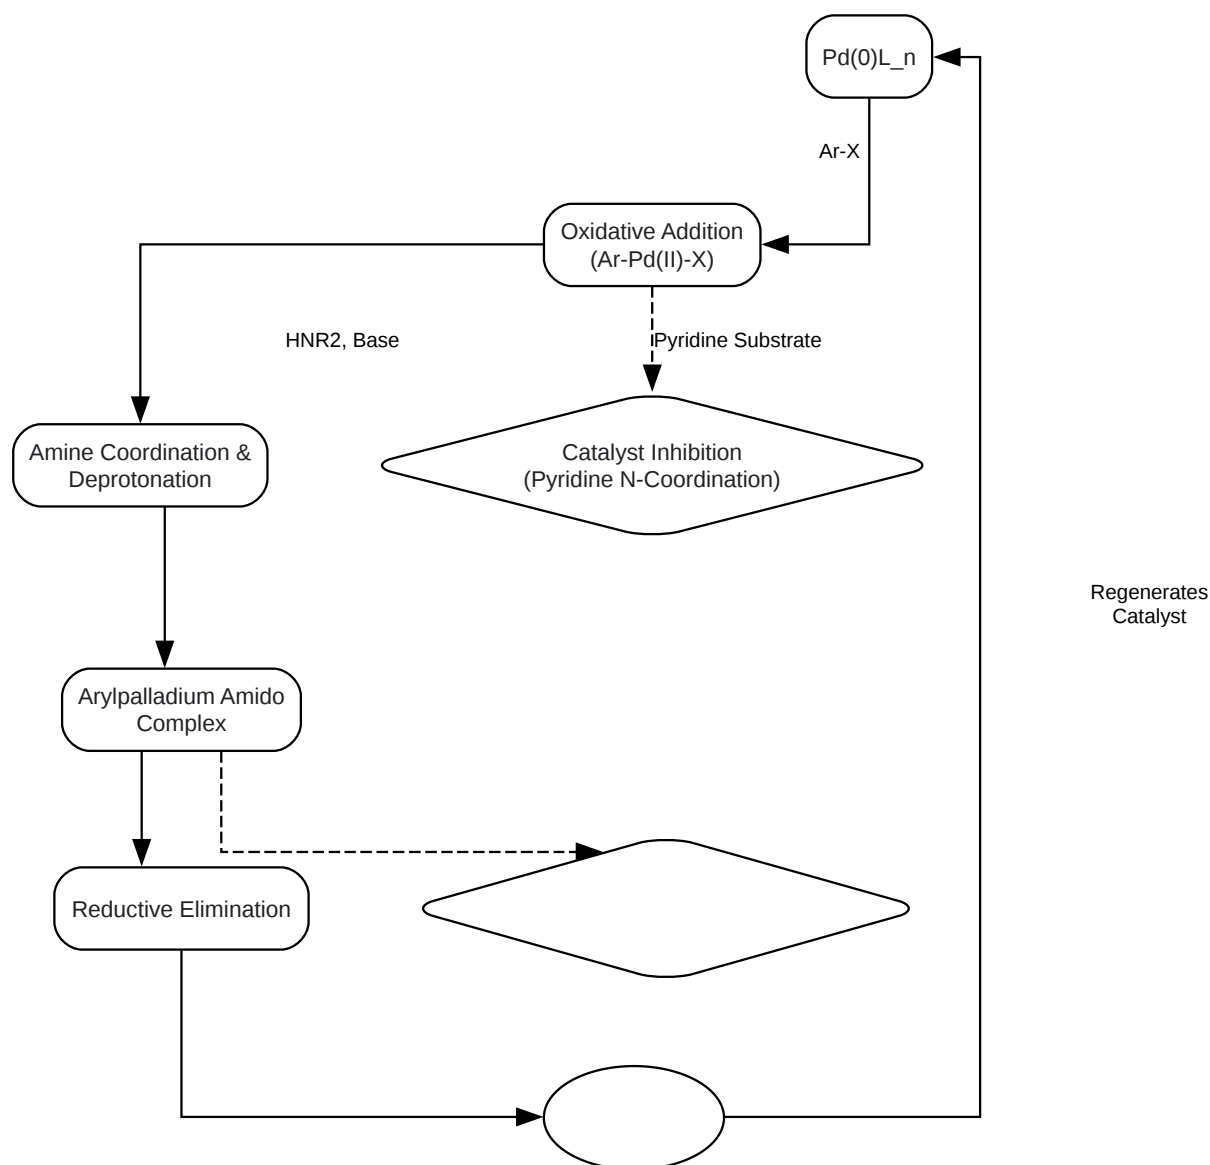 Pd(0)L_n
Ar-X
Oxidative Addition
(Ar-Pd(II)-X)
HNR2, Base
Pyridine Substrate
Amine Coordination &
Deprotonation
Catalyst Inhibition
(Pyridine N-Coordination)
Regenerates
Catalyst
Arylpalladium Amido
Complex
Reductive Elimination